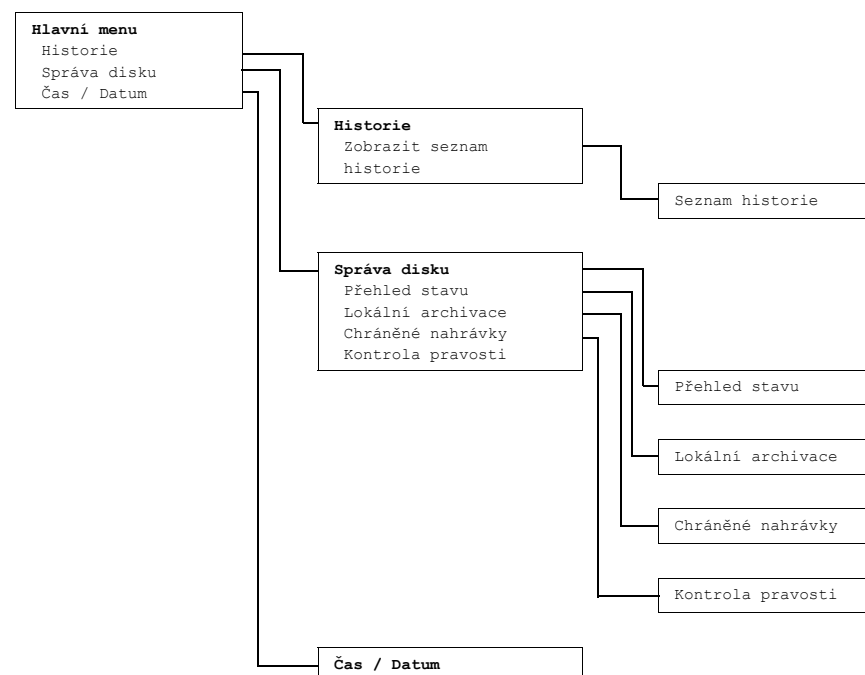 Hlavní menu
Historie
Správa disku
Čas / Datum
Historie
Zobrazit seznam
historie
Seznam historie
Správa disku
Přehled stavu
Lokální archivace
Chráněné nahrávky
Kontrola pravosti
Přehled stavu
Lokální archivace
Chráněné nahrávky
Kontrola pravosti
Čas / Datum